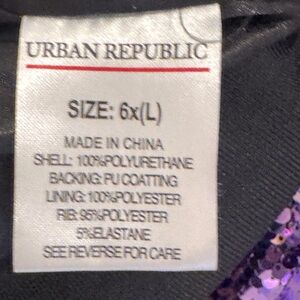 URBAN REPUBLIC
SIZE: 6x(L)
MADE IN CHINA
SHELL: 100%POLYURETHANE
BACKING: PU COATTING
LINING: 100%POLYESTER
RIB: 95%POLYESTER
5%ELASTANE
SEE REVERSE FOR CARE